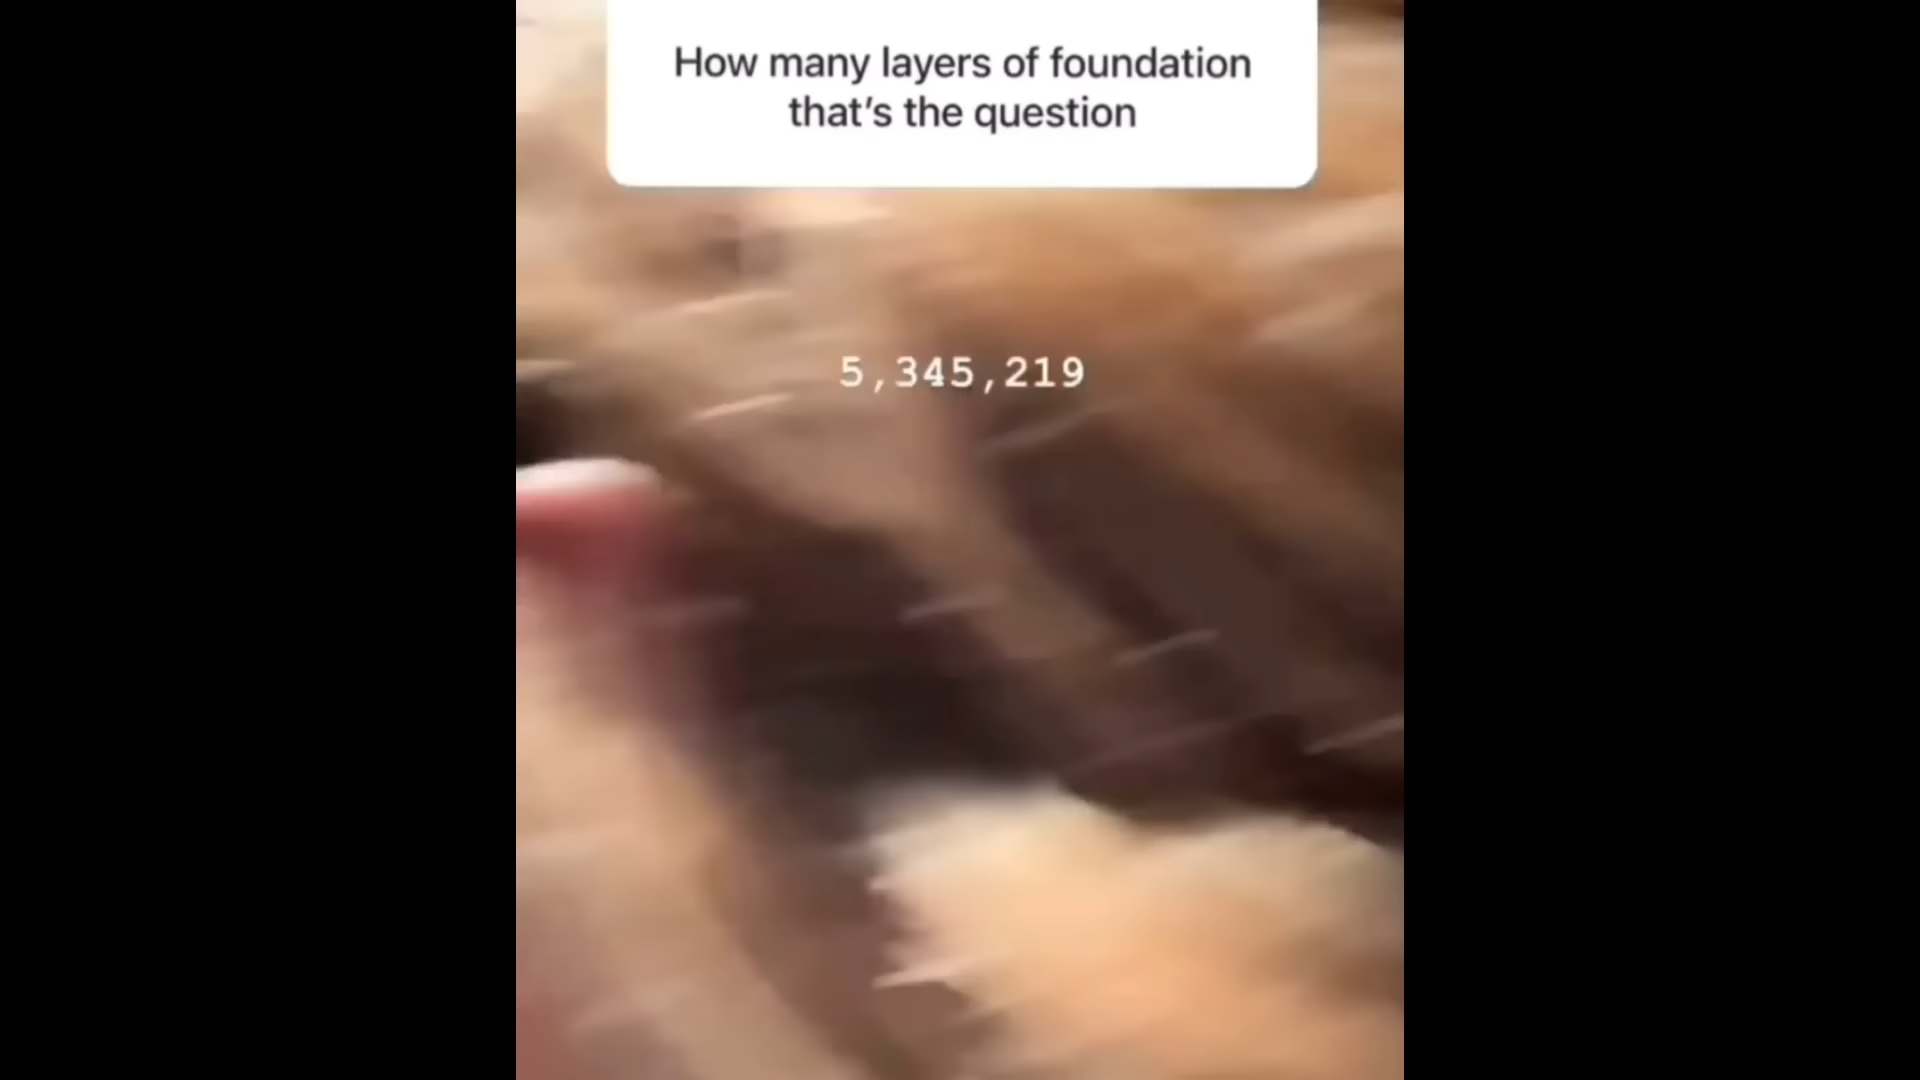 How many layers of foundation
that's the question
5,345,219